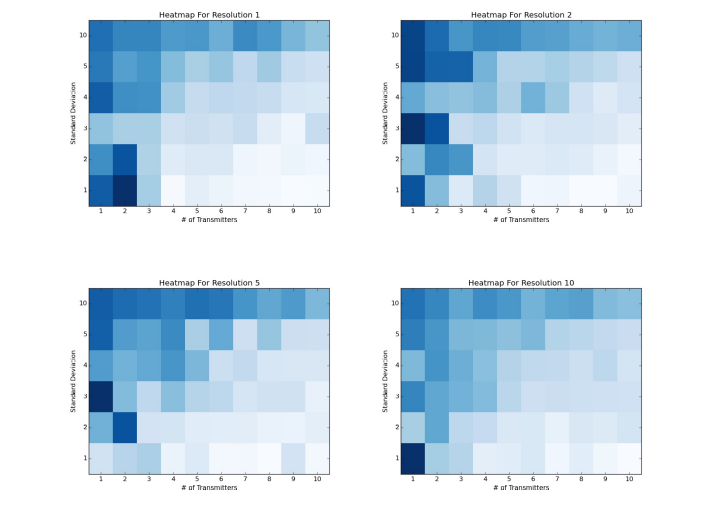 Heatmap For Resolution 1
Standard Deviation
10
5
4
3
2
1
1 2 3 4 5 6 7 8 9 10
# of Transmitters
Heatmap For Resolution 2
Standard Deviation
10
5
4
3
2
1
1 2 3 4 5 6 7 8 9 10
# of Transmitters
Heatmap For Resolution 5
Standard Deviation
10
5
4
3
2
1
1 2 3 4 5 6 7 8 9 10
# of Transmitters
Heatmap For Resolution 10
Standard Deviation
10
5
4
3
2
1
1 2 3 4 5 6 7 8 9 10
# of Transmitters